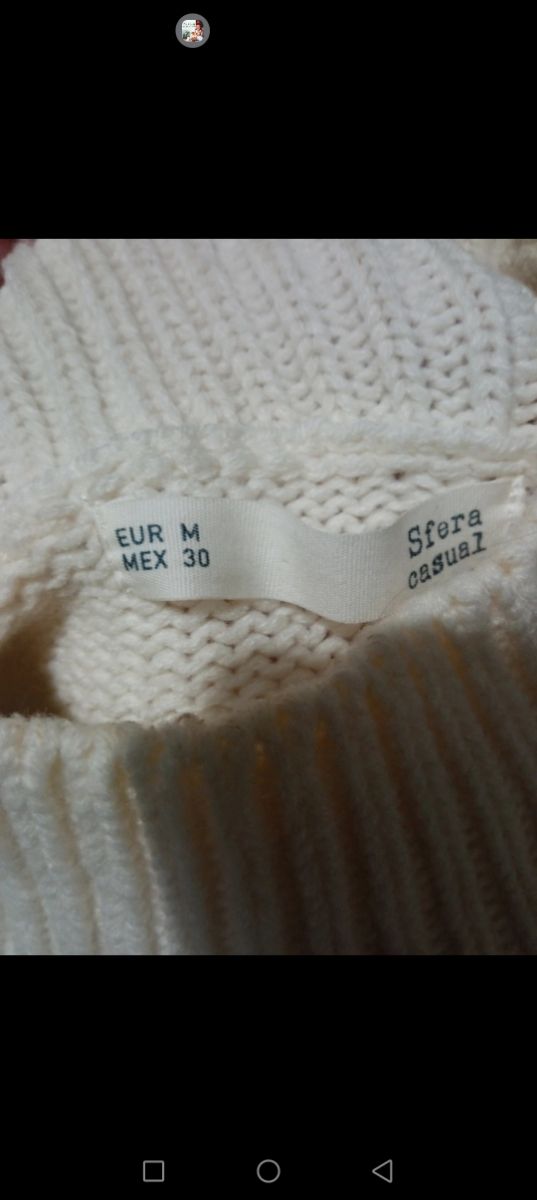 EUR M
MEX 30
Sfera
casual